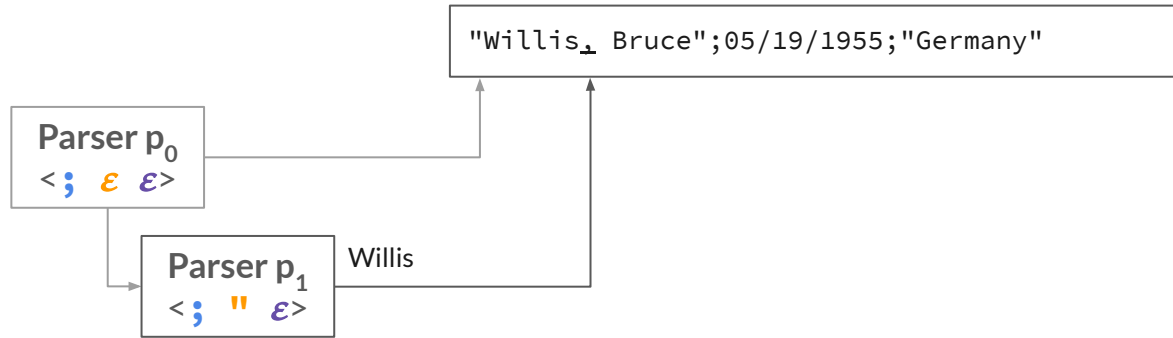 "Willis, Bruce";05/19/1955;"Germany"
Parser p0
<; ε ε>
Willis
Parser p1
<; " ε>